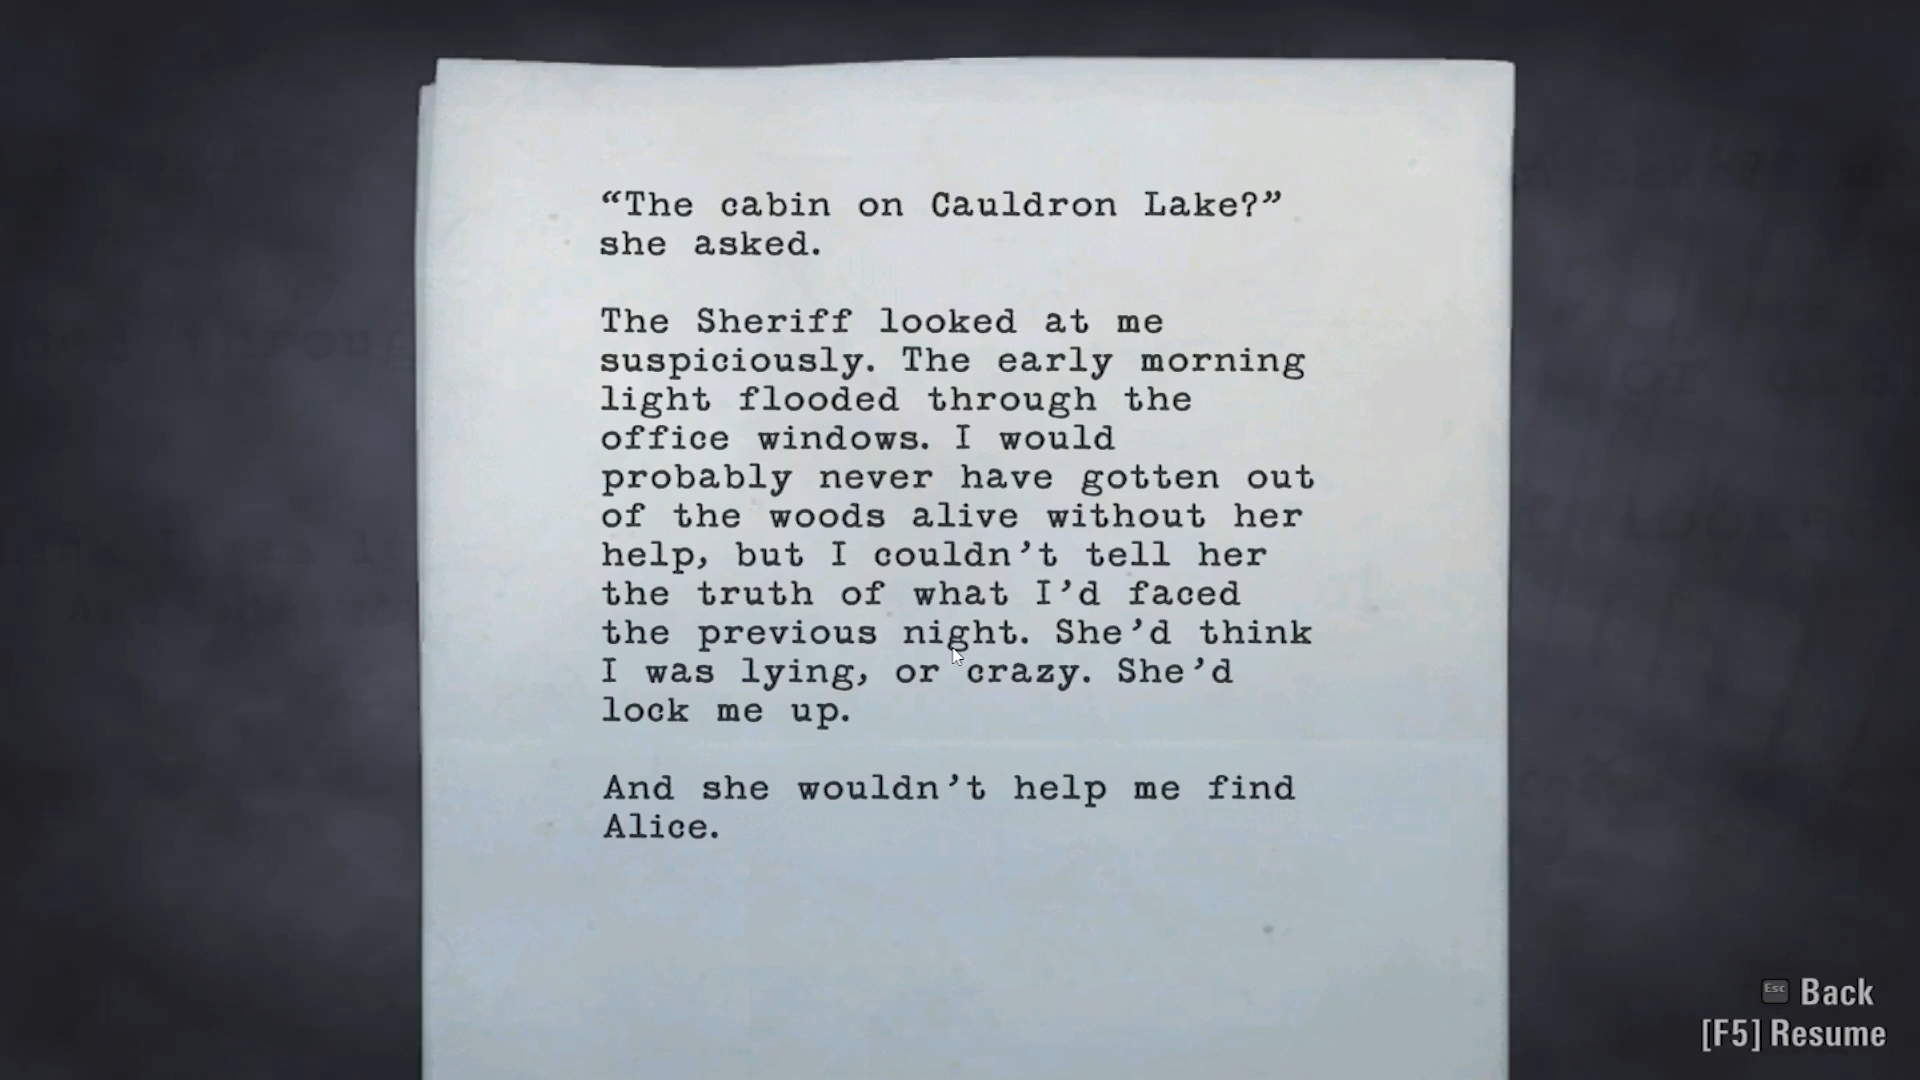 “The cabin on Cauldron Lake?”
she asked.
The Sheriff looked at me
suspiciously. The early morning
light flooded through the
office windows. I would
probably never have gotten out
of the woods alive without her
help, but I couldn’t tell her
the truth of what I’d faced
the previous night. She’d think
I was lying, or crazy. She’d
lock me up.
And she wouldn’t help me find
Alice.
Esc Back
[F5] Resume